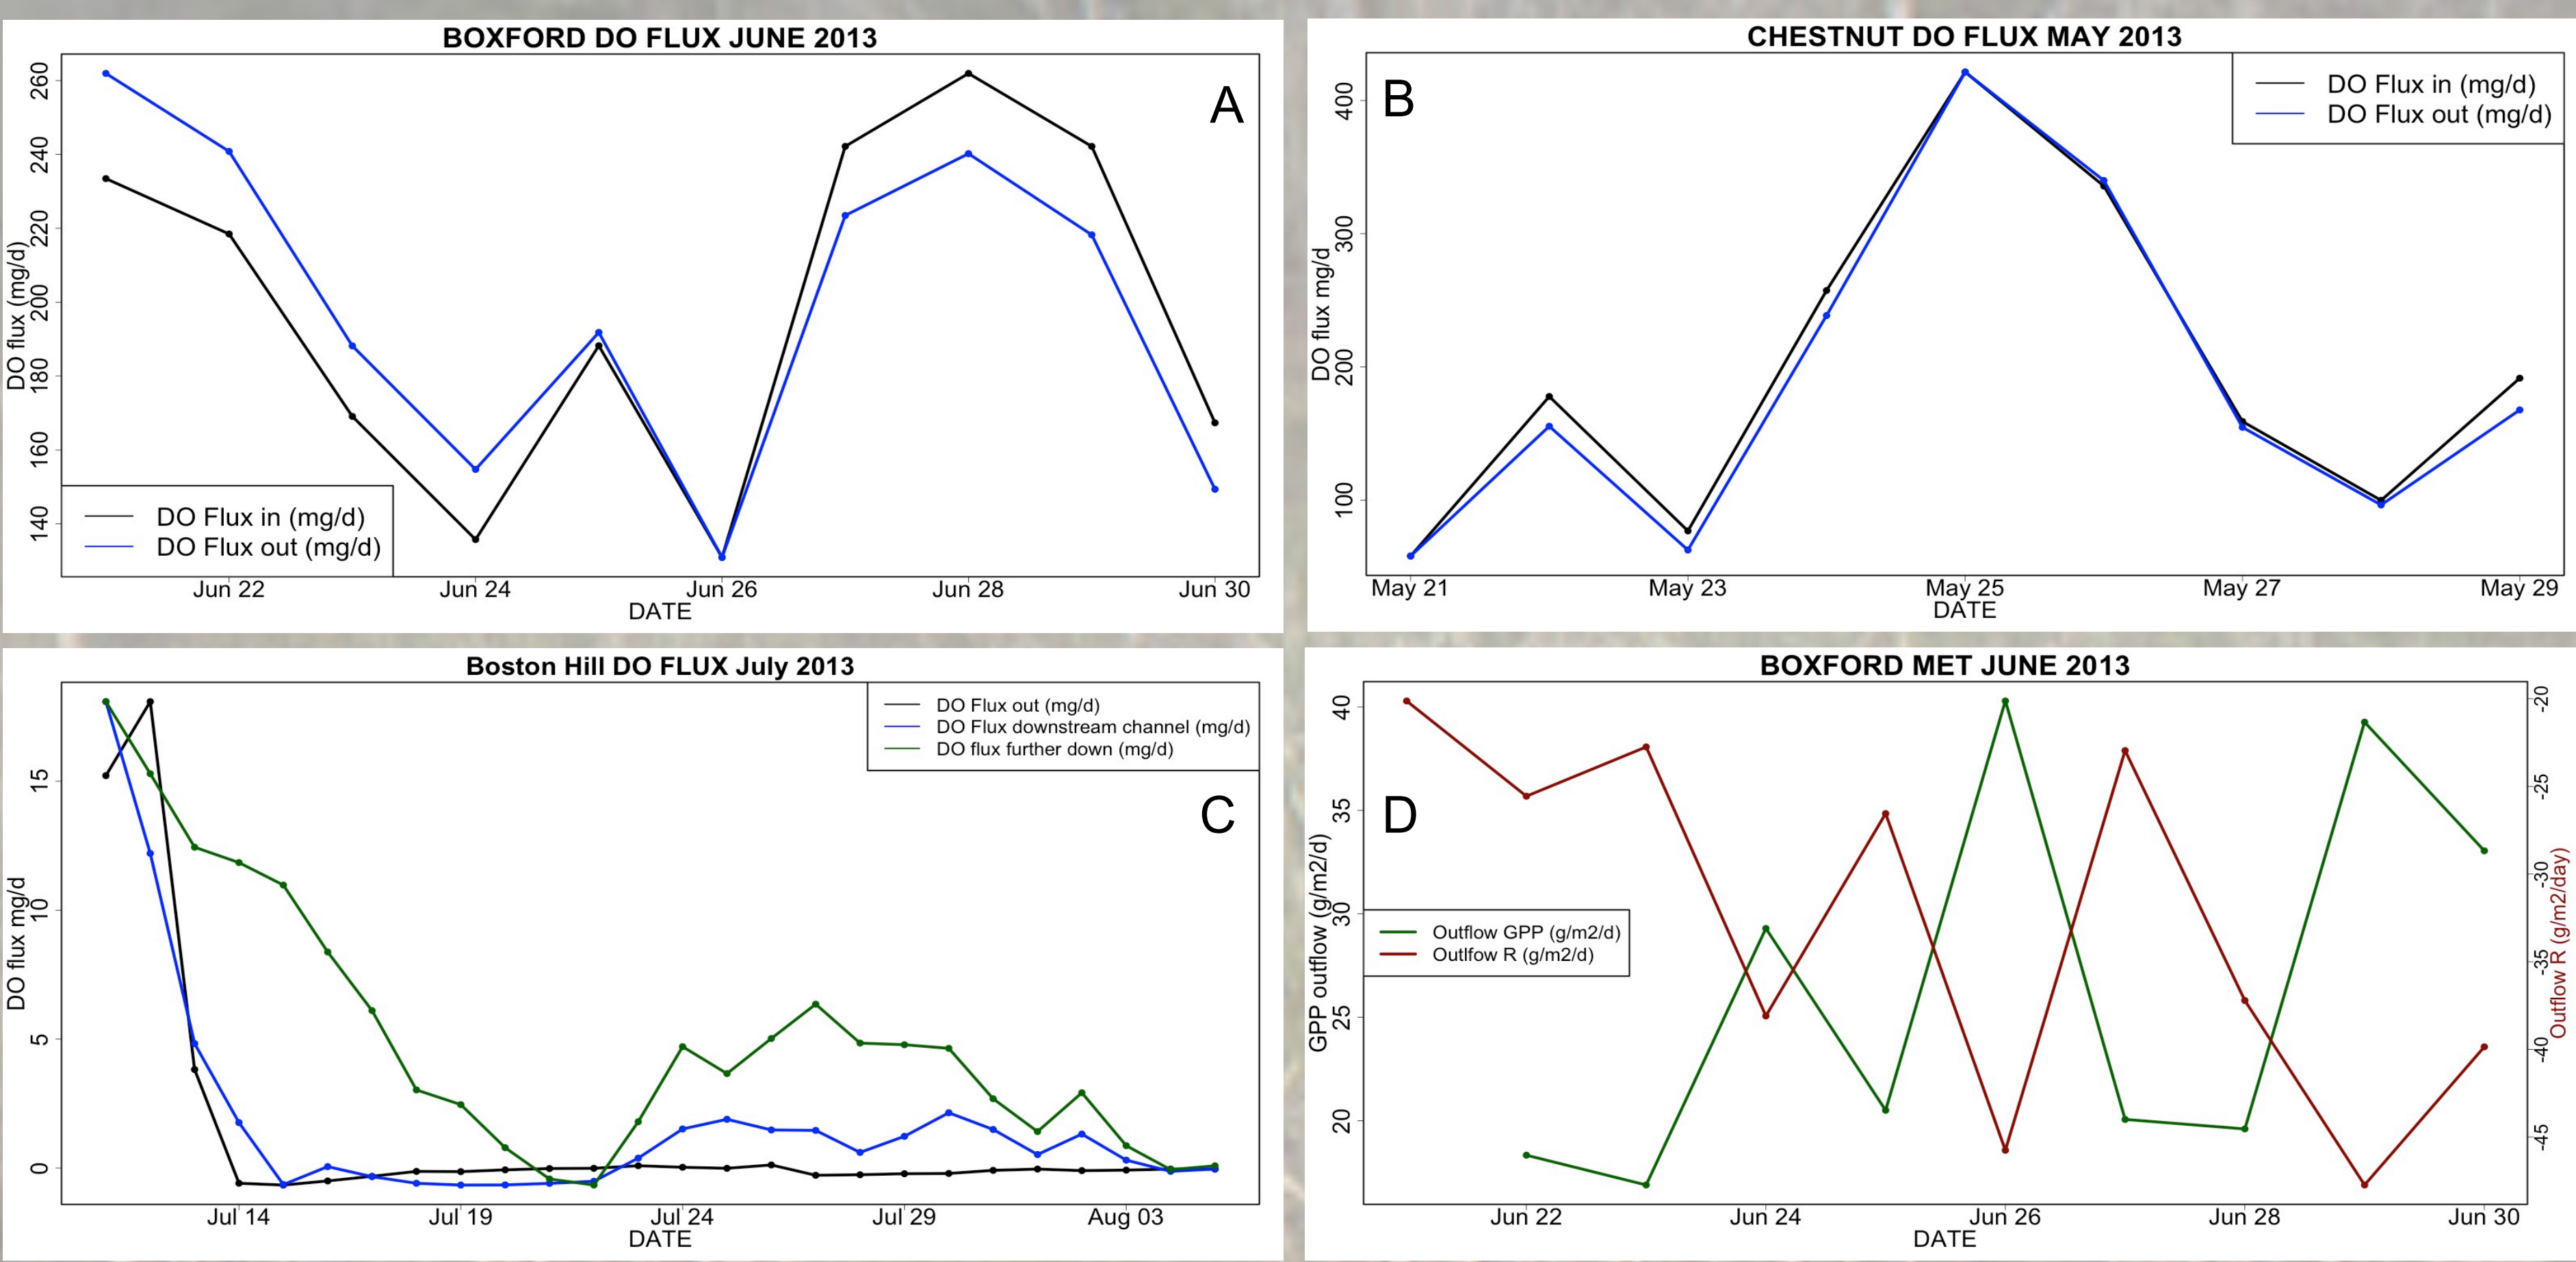 BOXFORD DO FLUX JUNE 2013
A
DO flux (mg/d)
260
240
220
200
180
160
140
DO Flux in (mg/d)
DO Flux out (mg/d)
Jun 22
Jun 24
Jun 26
Jun 28
Jun 30
DATE
CHESTNUT DO FLUX MAY 2013
B
DO Flux in (mg/d)
DO Flux out (mg/d)
DO flux mg/d
400
300
200
100
May 21
May 23
May 25
May 27
May 29
DATE
Boston Hill DO FLUX July 2013
DO Flux out (mg/d)
DO Flux downstream channel (mg/d)
DO flux further down (mg/d)
C
DO flux mg/d
15
10
5
0
Jul 14
Jul 19
Jul 24
Jul 29
Aug 03
DATE
BOXFORD MET JUNE 2013
D
GPP outflow (g/m2/d)
40
35
30
25
20
Outflow GPP (g/m2/d)
Outlfow R (g/m2/d)
-20
-25
-30
-35
-40
-45
Outflow R (g/m2/day)
Jun 22
Jun 24
Jun 26
Jun 28
Jun 30
DATE